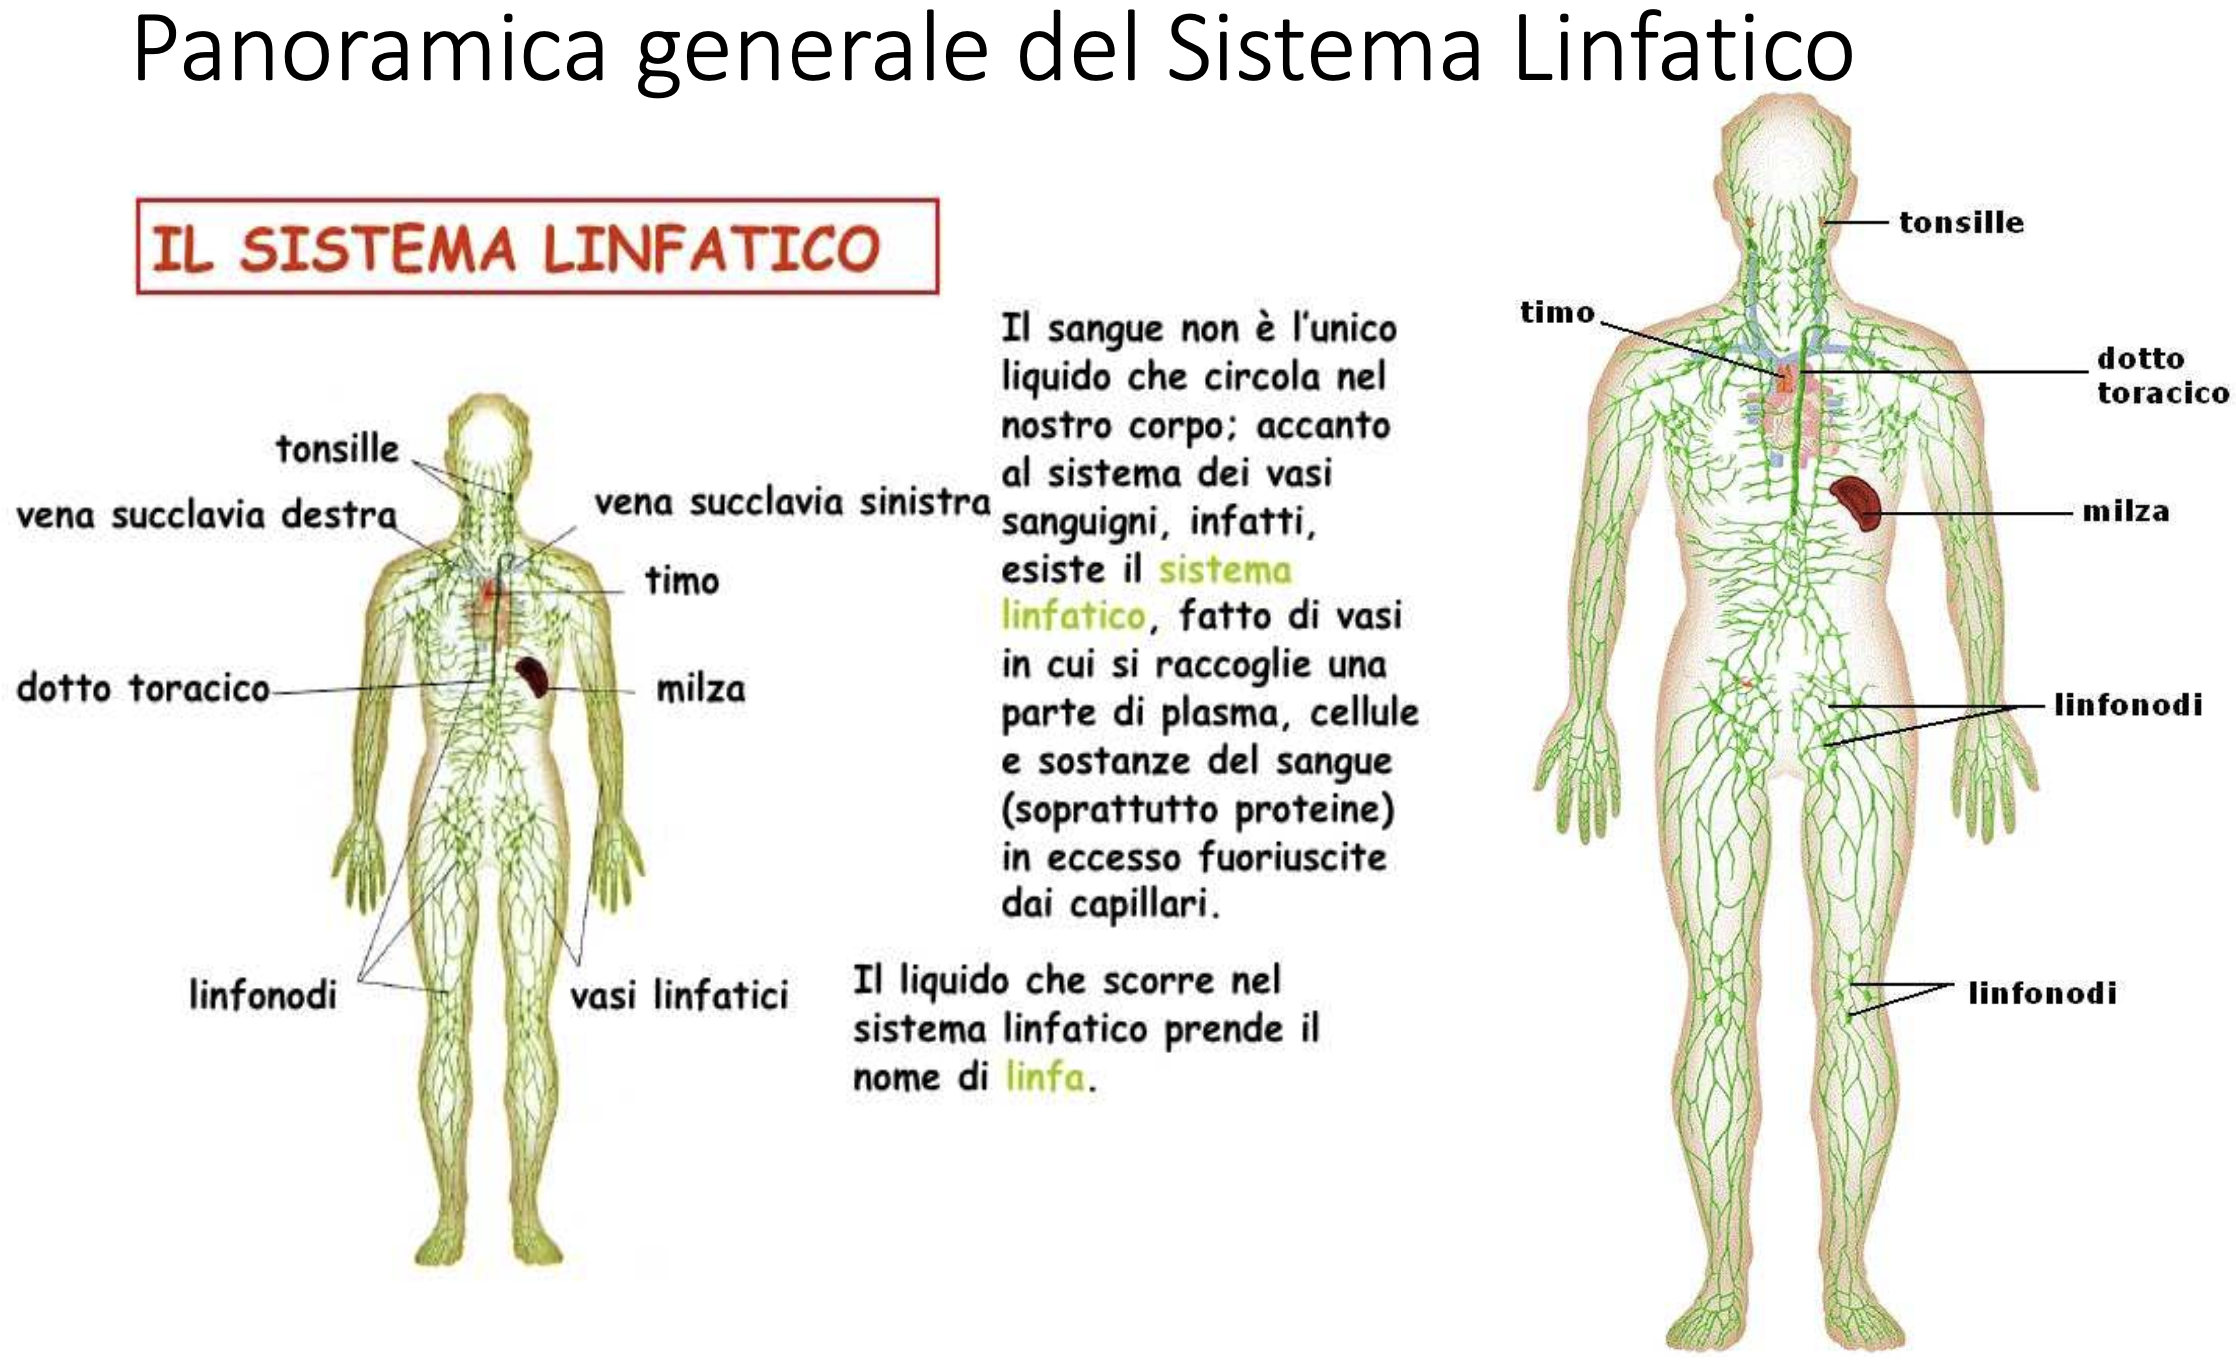 Panoramica generale del Sistema Linfatico
IL SISTEMA LINFATICO
tonsille
vena succlavia destra
vena succlavia sinistra
timo
dotto toracico
milza
linfonodi
vasi linfatici
Il sangue non è l'unico
liquido che circola nel
nostro corpo; accanto
al sistema dei vasi
sanguigni, infatti,
esiste il sistema
linfatico, fatto di vasi
in cui si raccoglie una
parte di plasma, cellule
e sostanze del sangue
(soprattutto proteine)
in eccesso fuoriuscite
dai capillari.
Il liquido che scorre nel
sistema linfatico prende il
nome di linfa.
tonsille
timo
dotto
toracico
milza
linfonodi
linfonodi